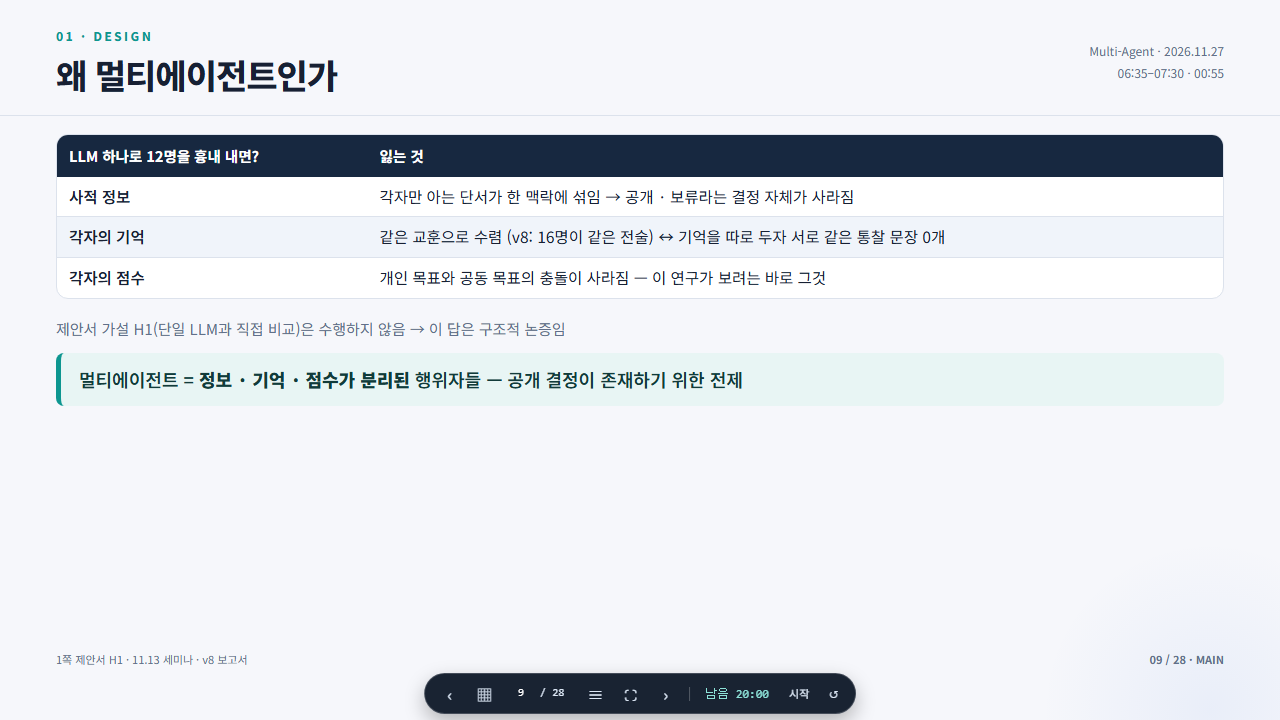 01 · DESIGN
왜 멀티에이전트인가
Multi-Agent · 2026.11.27
06:35–07:30 · 00:55
LLM 하나로 12명을 흉내 내면? 잃는 것
사적 정보 각자만 아는 단서가 한 맥락에 섞임 → 공개 · 보류라는 결정 자체가 사라짐
각자의 기억 같은 교훈으로 수렴 (v8: 16명이 같은 전술) ↔ 기억을 따로 두자 서로 같은 통찰 문장 0개
각자의 점수 개인 목표와 공동 목표의 충돌이 사라짐 — 이 연구가 보려는 바로 그것
제안서 가설 H1(단일 LLM과 직접 비교)은 수행하지 않음 → 이 답은 구조적 논증임
멀티에이전트 = 정보 · 기억 · 점수가 분리된 행위자들 — 공개 결정이 존재하기 위한 전제
1쪽 제안서 H1 · 11.13 세미나 · v8 보고서
09 / 28 · MAIN
‹ 9 / 28 › 남음 20:00 시작 ↺